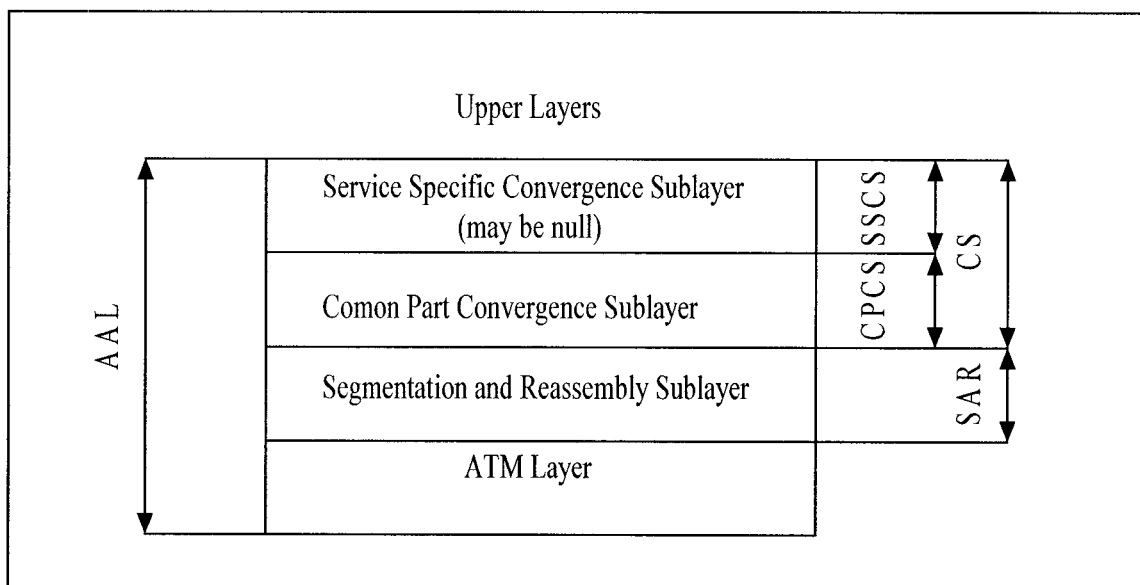 Upper Layers
Service Specific Convergence Sublayer
(may be null)
Comon Part Convergence Sublayer
Segmentation and Reassembly Sublayer
ATM Layer
AAL
CPCS SSCS
CS
SAR